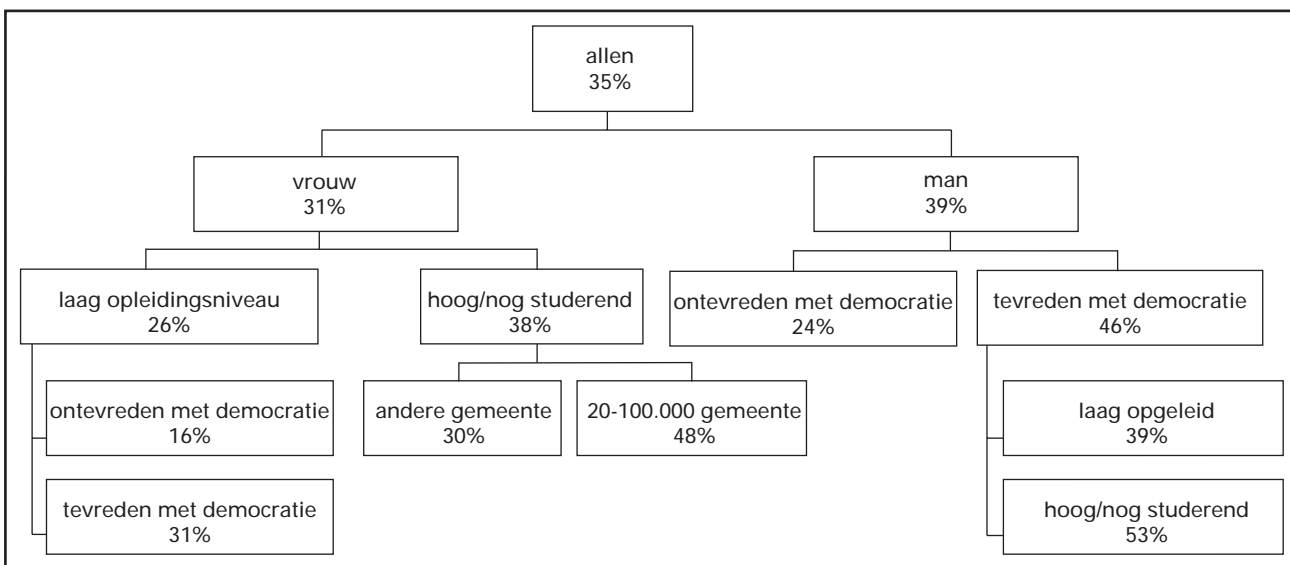 allen
35%
vrouw
31%
man
39%
laag opleidingsniveau
26%
hoog/nog studerend
38%
ontevreden met democratie
24%
tevreden met democratie
46%
ontevreden met democratie
16%
andere gemeente
30%
20-100.000 gemeente
48%
laag opgeleid
39%
tevreden met democratie
31%
hoog/nog studerend
53%